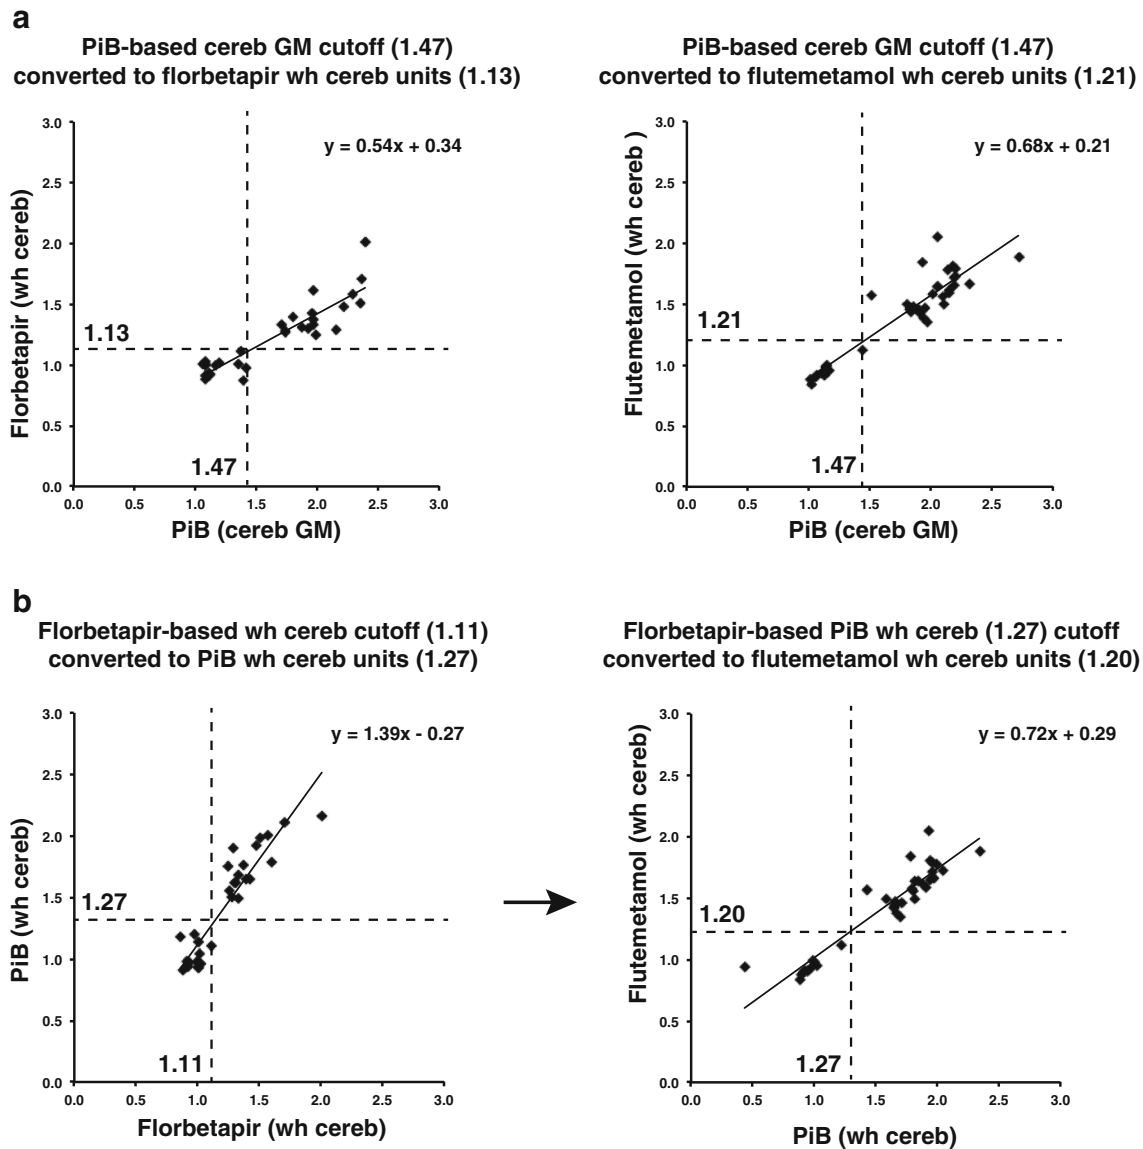 a
PiB-based cereb GM cutoff (1.47)
converted to florbetapir wh cereb units (1.13)
3.0
2.5
2.0
1.5
1.0
0.5
0.0
Florbetapir (wh cereb)
y = 0.54x + 0.34
1.13
1.47
0.0 0.5 1.0 1.5 2.0 2.5 3.0
PiB (cereb GM)
PiB-based cereb GM cutoff (1.47)
converted to flutemetamol wh cereb units (1.21)
3.0
2.5
2.0
1.5
1.0
0.5
0.0
Flutemetamol (wh cereb )
y = 0.68x + 0.21
1.21
1.47
0.0 0.5 1.0 1.5 2.0 2.5 3.0
PiB (cereb GM)
b
Florbetapir-based wh cereb cutoff (1.11)
converted to PiB wh cereb units (1.27)
3.0
2.5
2.0
1.5
1.0
0.5
0.0
PiB (wh cereb)
y = 1.39x - 0.27
1.27
1.11
0.0 0.5 1.0 1.5 2.0 2.5 3.0
Florbetapir (wh cereb)
Florbetapir-based PiB wh cereb (1.27) cutoff
converted to flutemetamol wh cereb units (1.20)
3.0
2.5
2.0
1.5
1.0
0.5
0.0
Flutemetamol (wh cereb)
y = 0.72x + 0.29
1.20
1.27
0.0 0.5 1.0 1.5 2.0 2.5 3.0
PiB (wh cereb)